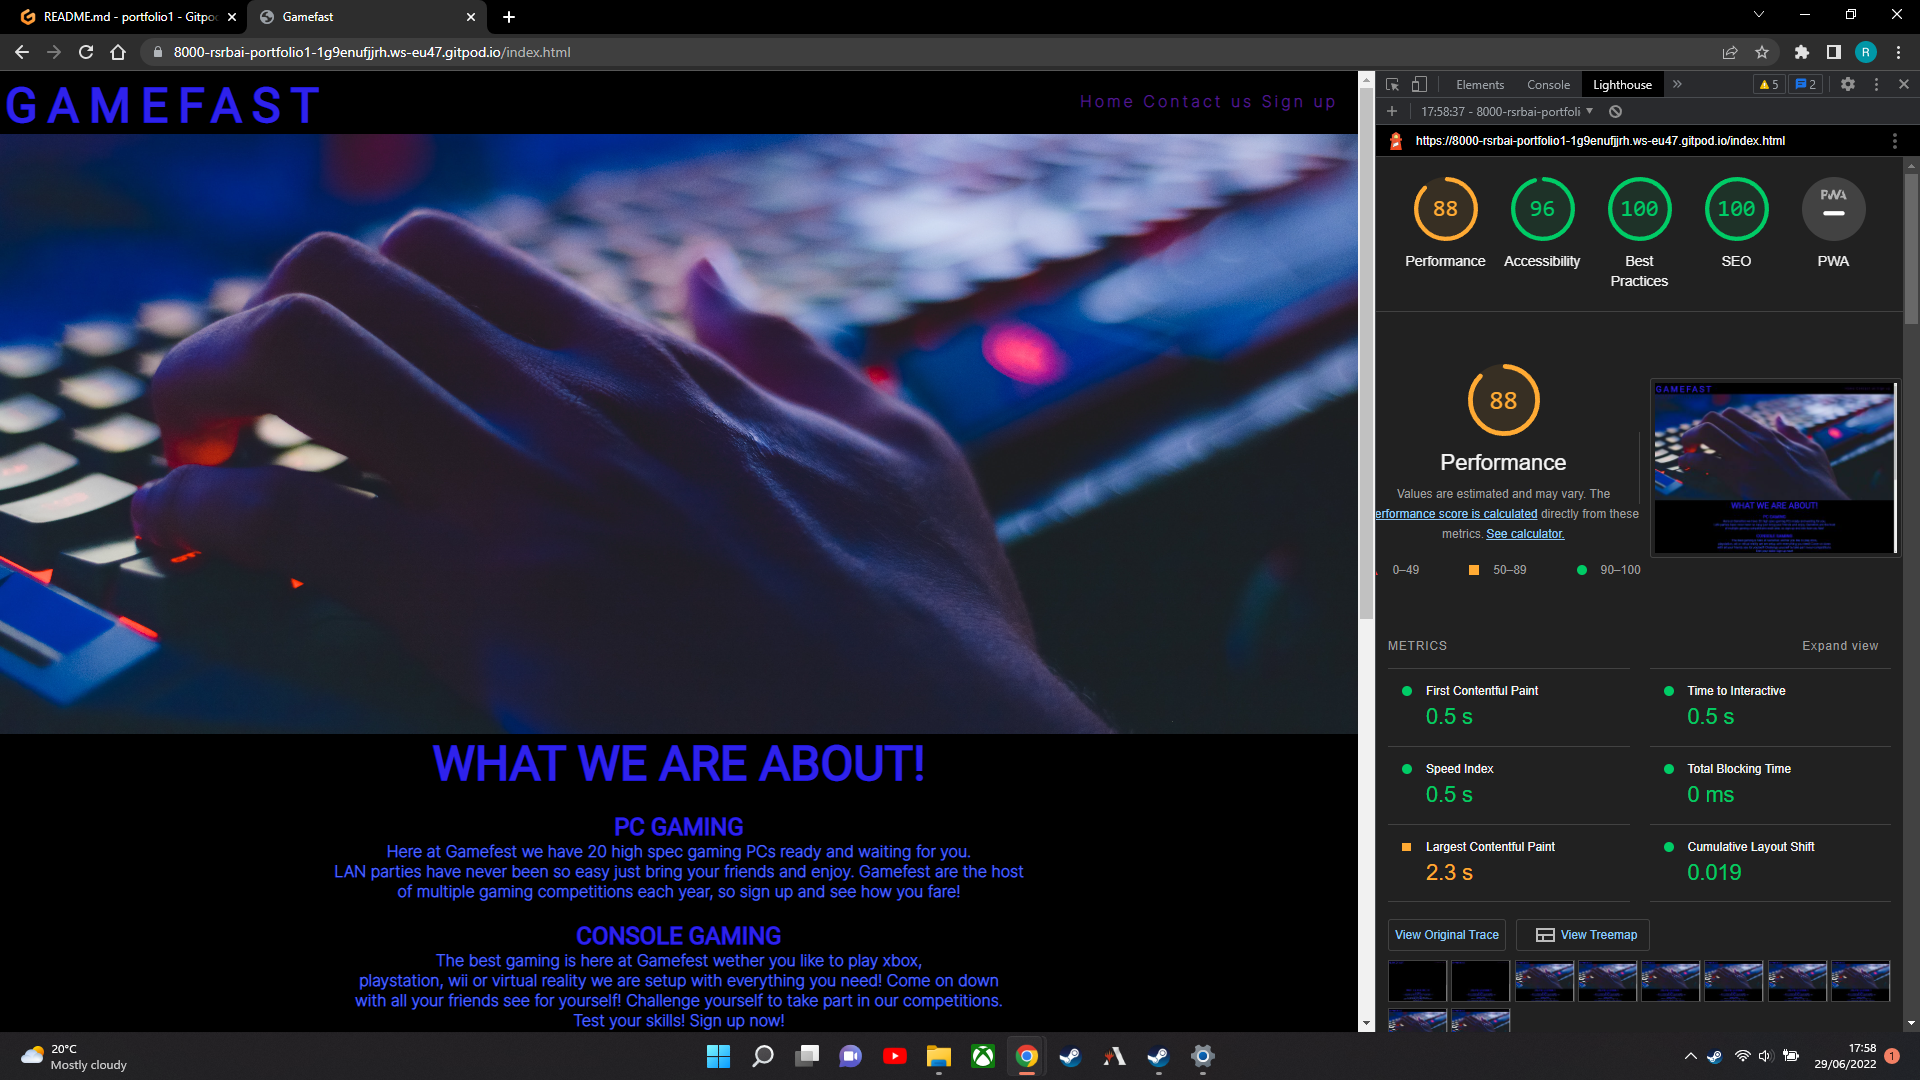 README.md - portfolio1 - Gitpo
Gamefast
8000-rsrbai-portfolio1-1g9enufjjrh.ws-eu47.gitpod.io/index.html
R
GAMEFAST
Home Contact us Sign up
WHAT WE ARE ABOUT!
PC GAMING
Here at Gamefest we have 20 high spec gaming PCs ready and waiting for you.
LAN parties have never been so easy just bring your friends and enjoy. Gamefest are the host
of multiple gaming competitions each year, so sign up and see how you fare!
CONSOLE GAMING
The best gaming is here at Gamefest wether you like to play xbox,
playstation, wii or virtual reality we are setup with everything you need! Come on down
with all your friends see for yourself! Challenge yourself to take part in our competitions.
Test your skills! Sign up now!
Elements Console Lighthouse
5
2
17:58:37 - 8000-rsrbai-portfoli
https://8000-rsrbai-portfolio1-1g9enufjjrh.ws-eu47.gitpod.io/index.html
88 96 100 100 PWA
Performance Accessibility Best Practices SEO PWA
88
Performance
Values are estimated and may vary. The
erformance score is calculated directly from these
metrics. See calculator.
0–49 50–89 90–100
GAMEFAST
WHAT WE ARE ABOUT!
PC GAMING
CONSOLE GAMING
METRICS
Expand view
First Contentful Paint
0.5 s
Time to Interactive
0.5 s
Speed Index
0.5 s
Total Blocking Time
0 ms
Largest Contentful Paint
2.3 s
Cumulative Layout Shift
0.019
View Original Trace
View Treemap
20°C
Mostly cloudy
17:58
29/06/2022
1